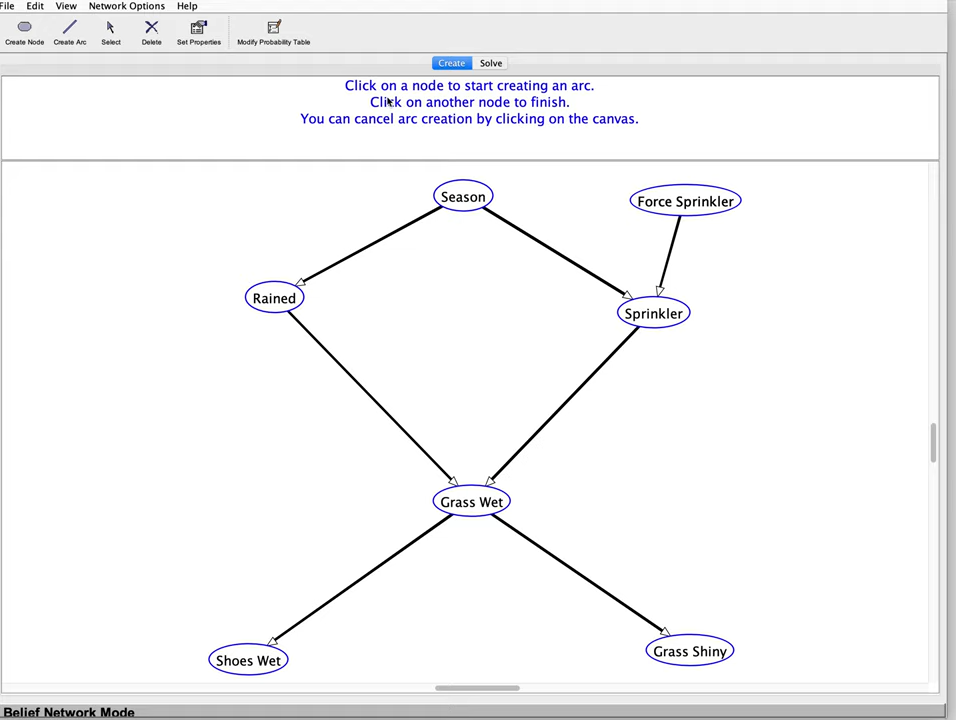 File Edit View Network Options Help
Create Node Create Arc Select Delete Set Properties Modify Probability Table
Create Solve
Click on a node to start creating an arc.
Click on another node to finish.
You can cancel arc creation by clicking on the canvas.
Season
Force Sprinkler
Rained
Sprinkler
Grass Wet
Shoes Wet
Grass Shiny
Belief Network Mode